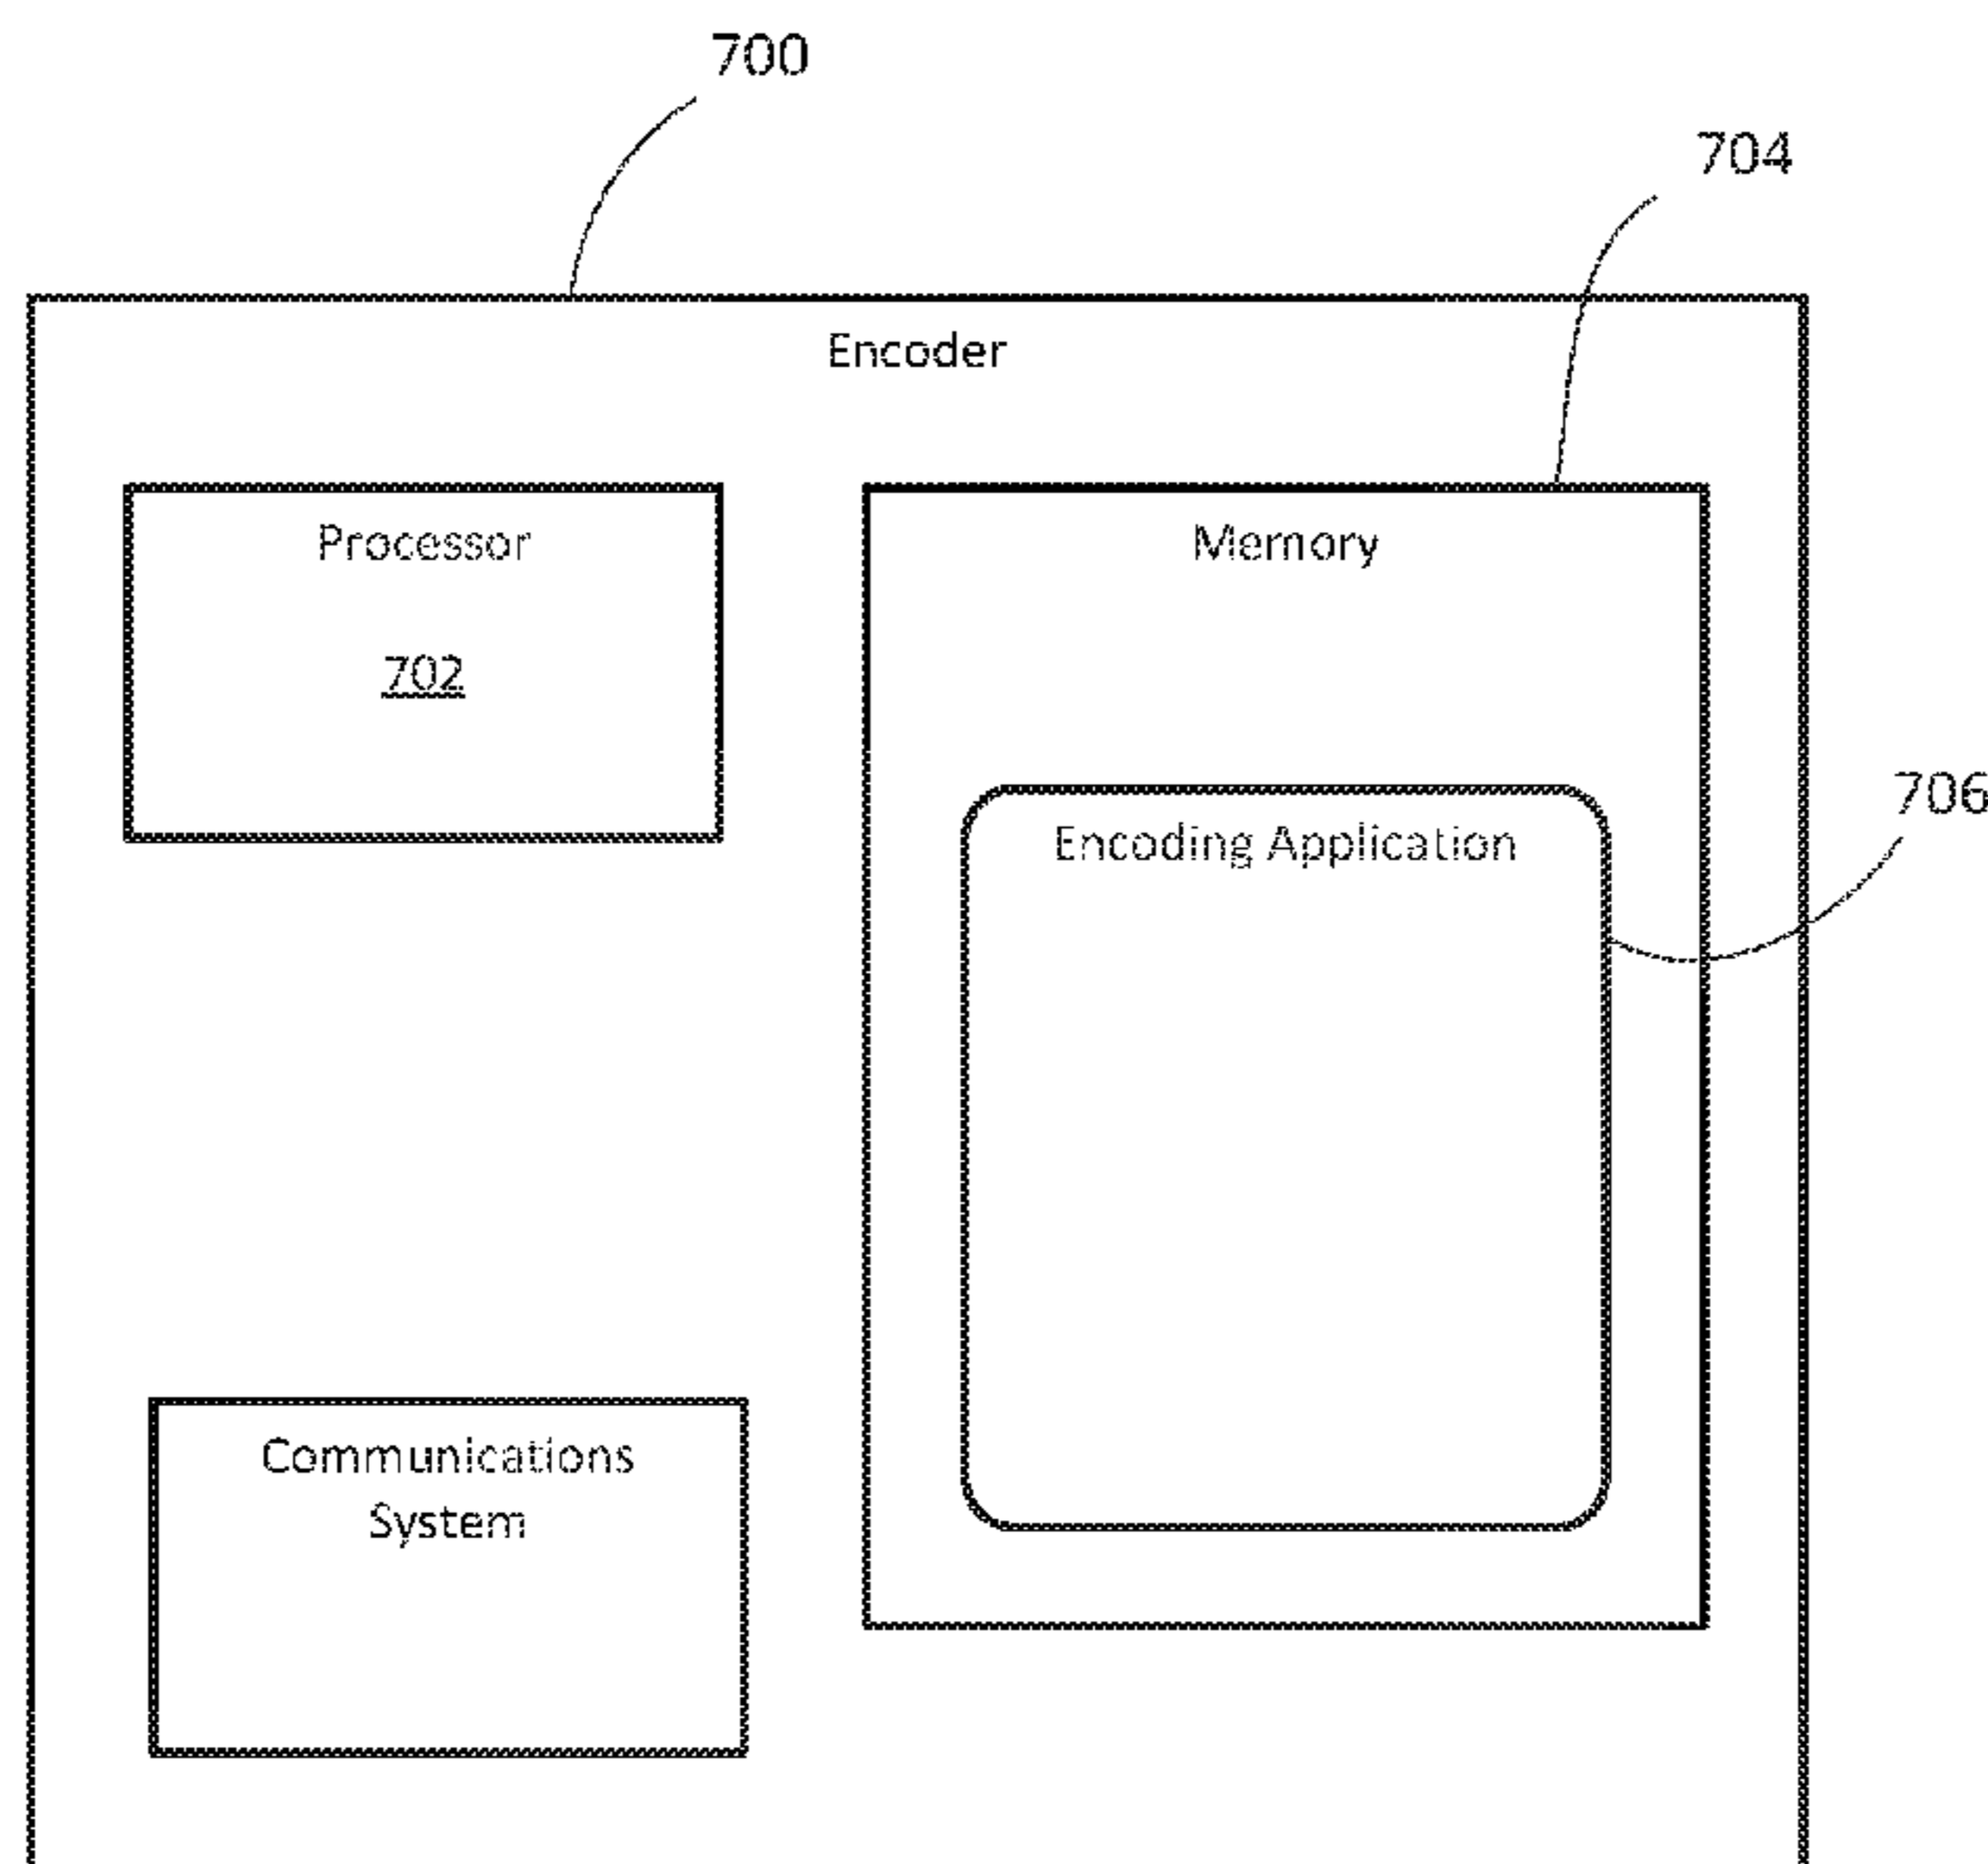 700
704
Encoder
Processor
Memory
702
706
Encoding Application
Communications
System